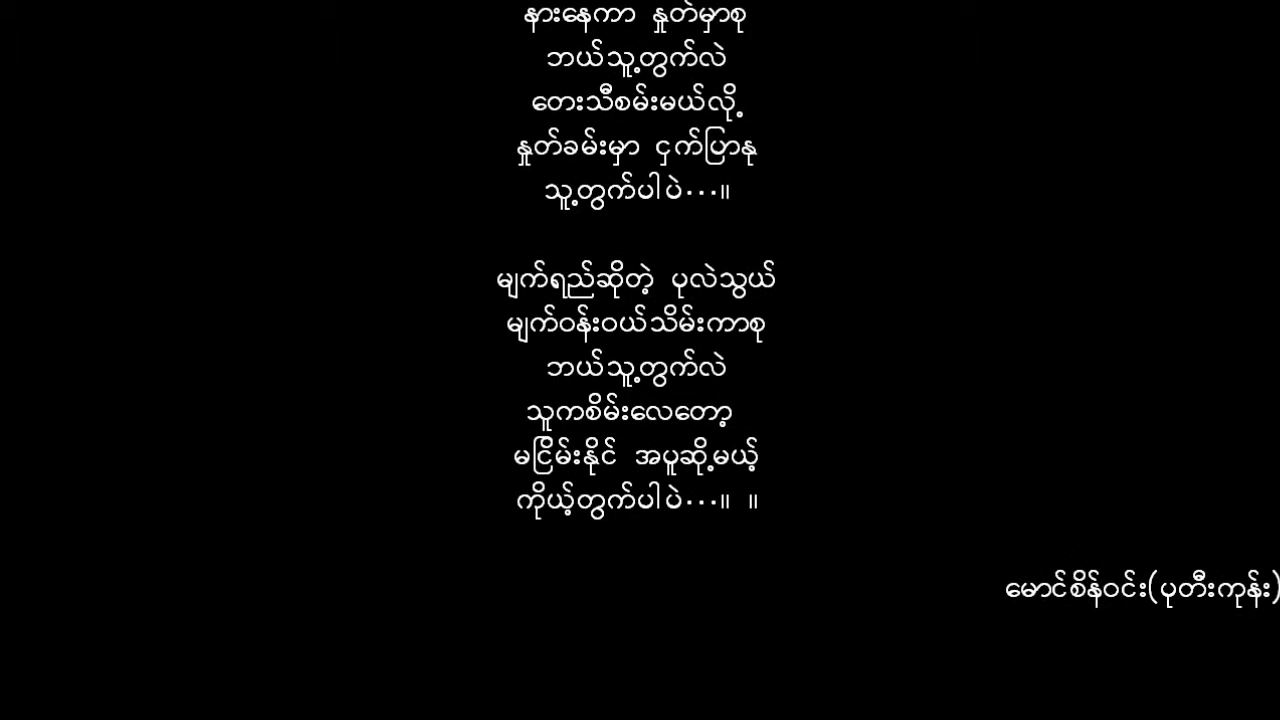 နားနေကာ နှုတ်မှာစု
ဘယ်သူ့တွက်လဲ
တေးသီစမ်းမယ်လို့
နှုတ်ခမ်းမှာ ငှက်ပြာနု
သူ့တွက်ပါပဲ...။
မျက်ရည်ဆိုတဲ့ ပုလဲသွယ်
မျက်ဝန်းဝယ်သိမ်းကာစု
ဘယ်သူ့တွက်လဲ
သူကစိမ်းလေတော့
မငြိမ်းနိုင် အပူဆို့မယ့်
ကိုယ့်တွက်ပါပဲ...။ ။
မောင်စိန်ဝင်း(ပုတီးကုန်း)